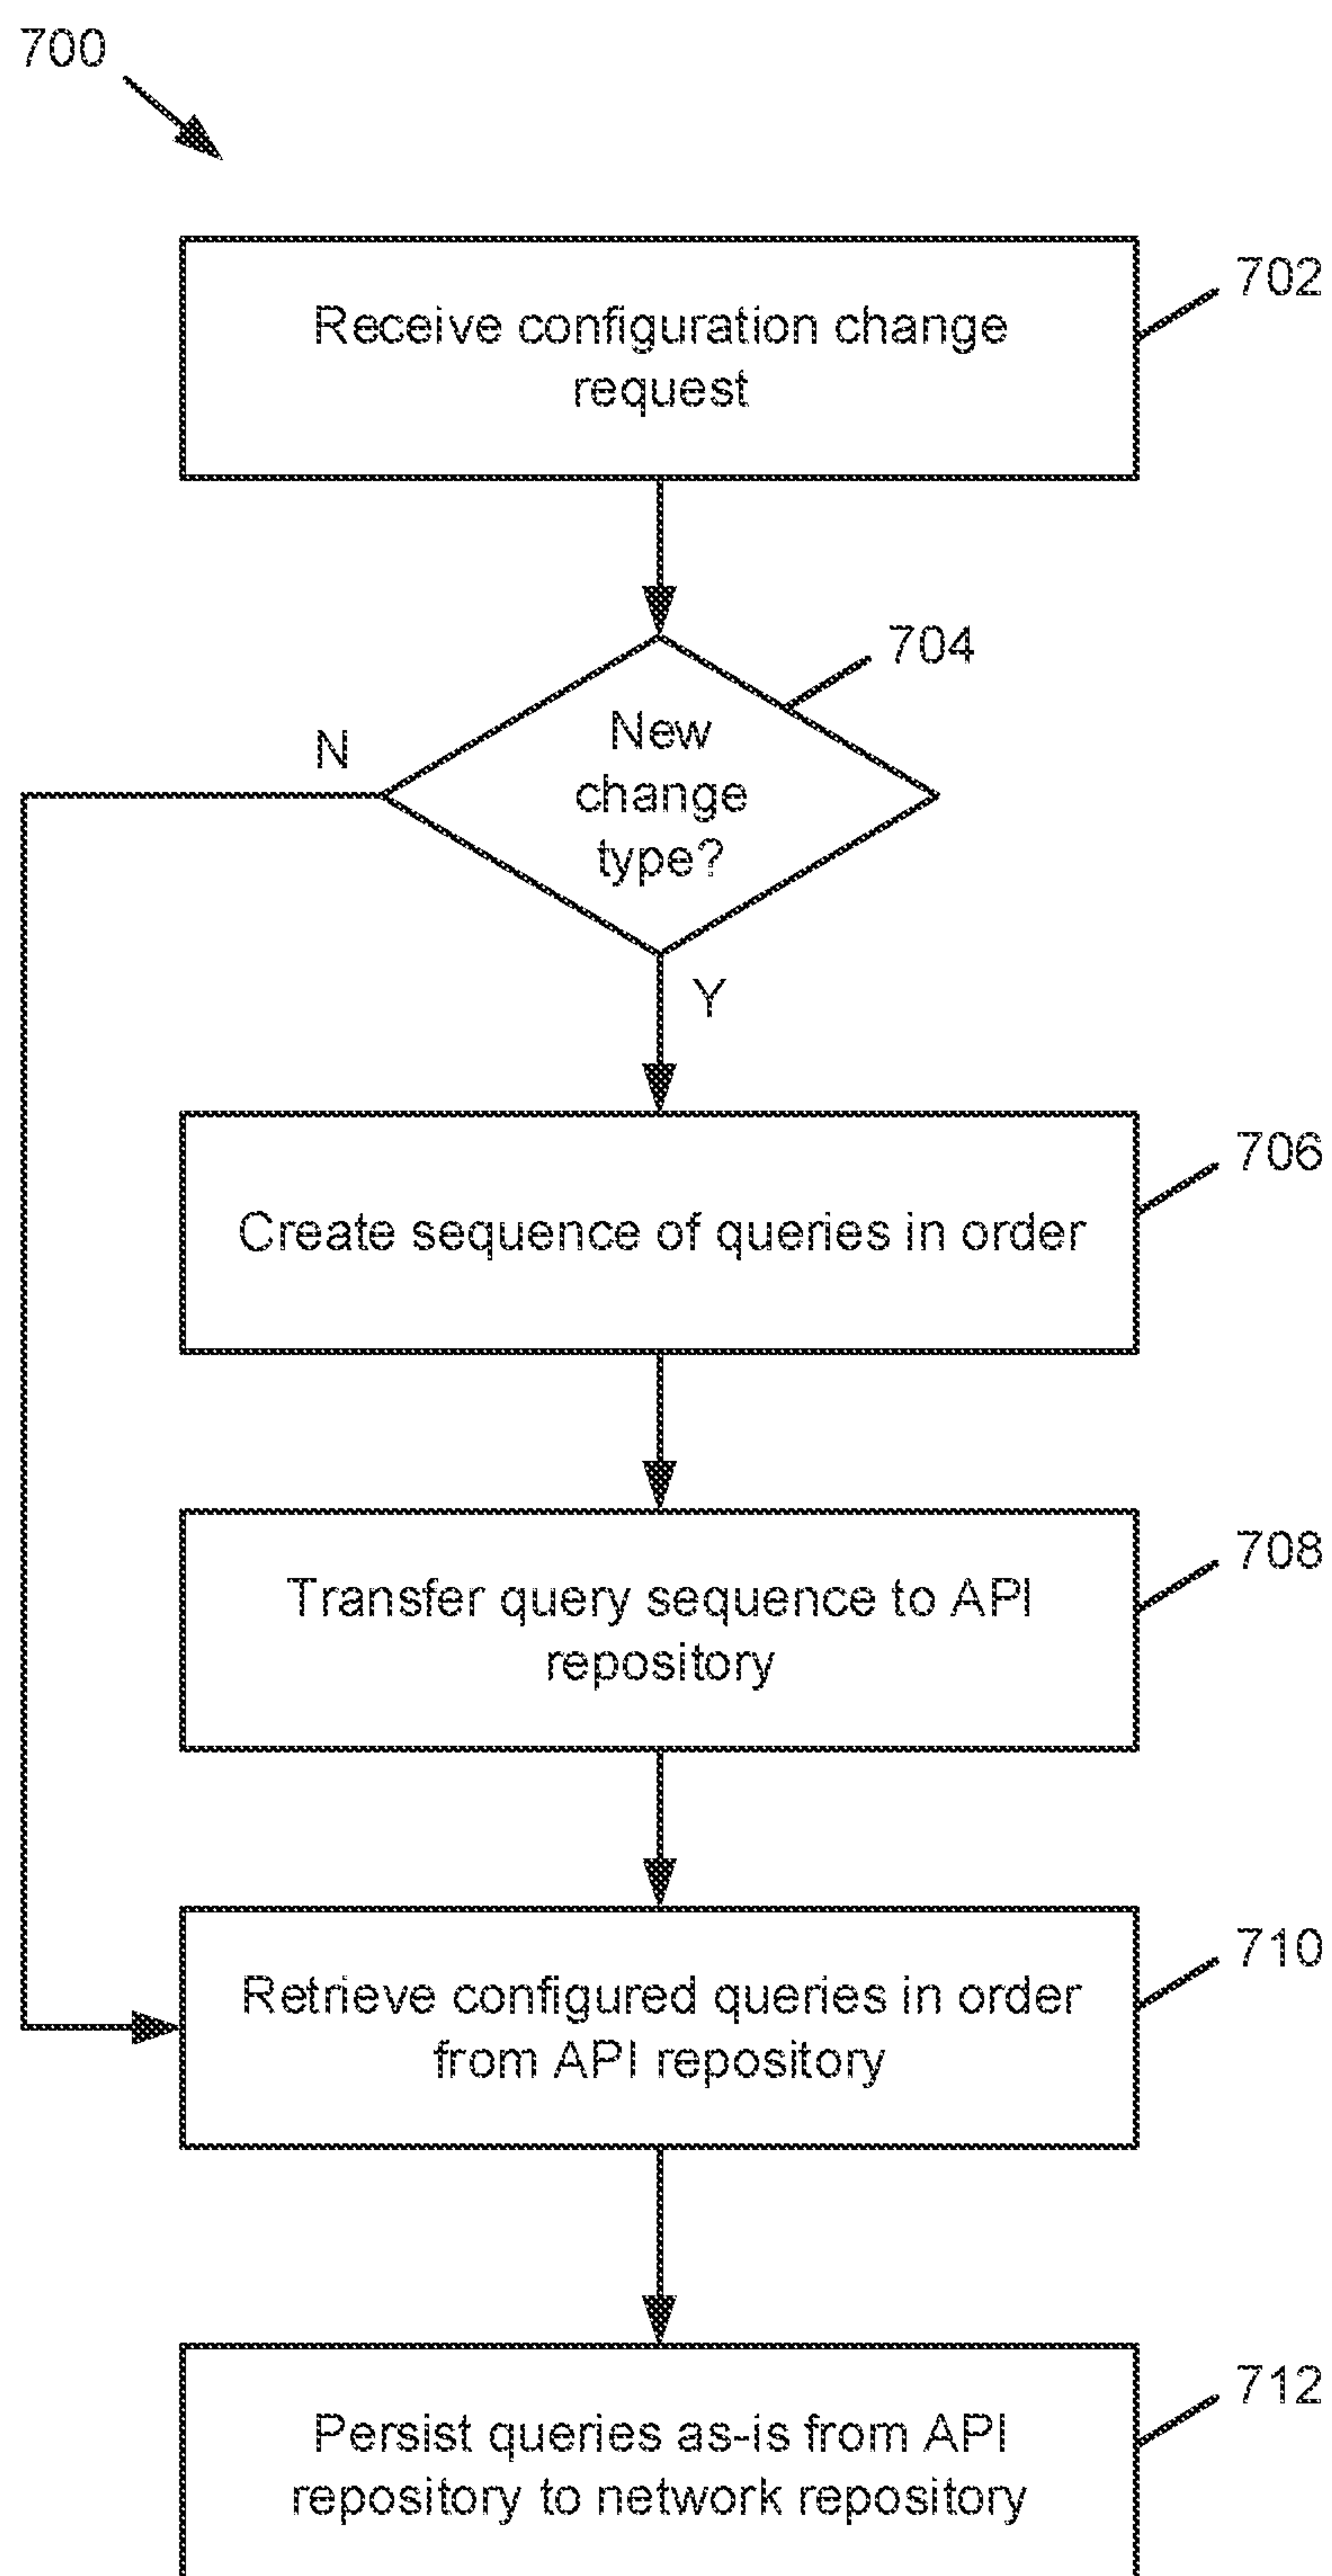 700
702
Receive configuration change
request
704
New
change
type?
N
Y
706
Create sequence of queries in order
708
Transfer query sequence to API
repository
710
Retrieve configured queries in order
from API repository
712
Persist queries as-is from API
repository to network repository